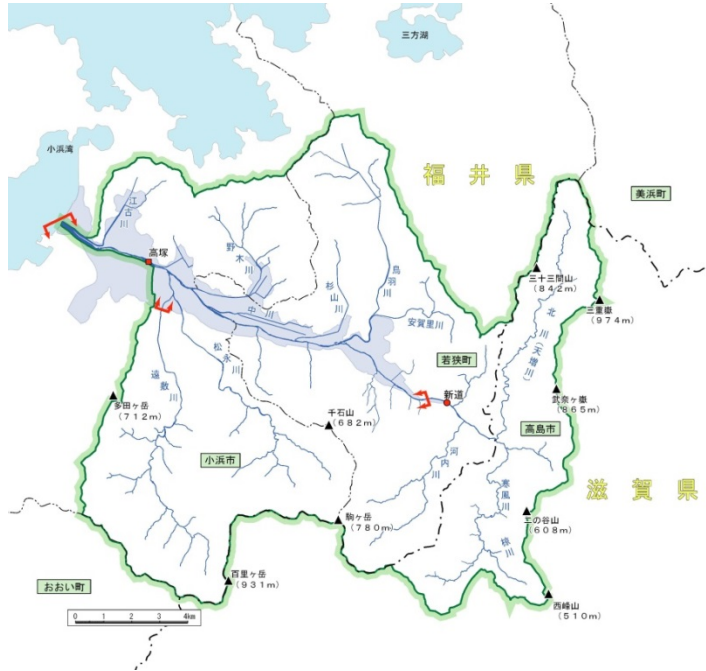 三方湖
小浜湾
福井県
美浜町
江古川
高塚
野木川
鳥羽川
杉山川
中川
安賀里川
三十三間山
(842m)
北川(天増川)
三重嶽
(974m)
松永川
遠敷川
若狭町
新道
多田ヶ岳
(712m)
千石山
(682m)
武奈ヶ嶽
(865m)
高島市
小浜市
河内川
寒風川
滋賀県
駒ヶ岳
(780m)
二の谷山
(608m)
椋川
おおい町
百里ヶ岳
(931m)
西峰山
(510m)
0 1 2 3 4km